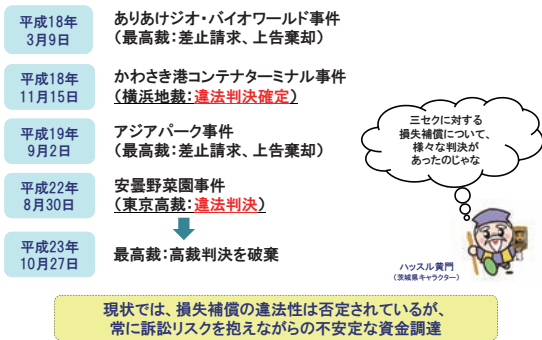 平成18年
3月9日
ありあけジオ・バイオワールド事件
（最高裁：差止請求、上告棄却）
平成18年
11月15日
かわさき港コンテナターミナル事件
（横浜地裁：違法判決確定）
平成19年
9月2日
アジアパーク事件
（最高裁：差止請求、上告棄却）
平成22年
8月30日
安曇野菜園事件
（東京高裁：違法判決）
平成23年
10月27日
最高裁：高裁判決を破棄
三セクに対する
損失補償について、
様々な判決が
あったのじゃな
ハッスル黄門
（茨城県キャラクター）
現状では、損失補償の違法性は否定されているが、
常に訴訟リスクを抱えながらの不安定な資金調達